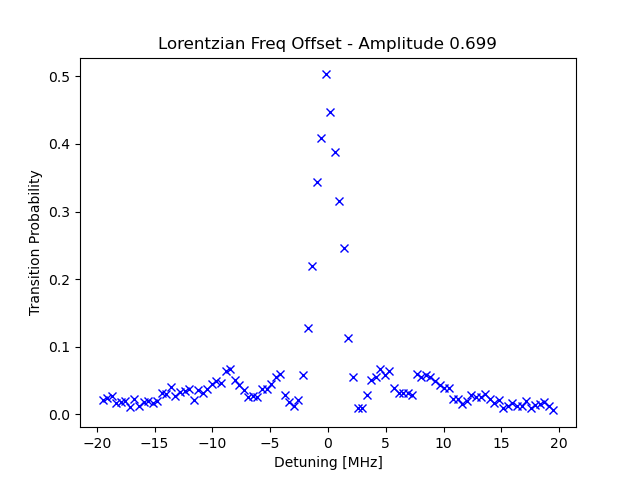 Lorentzian Freq Offset - Amplitude 0.699
0.5
0.4
0.3
0.2
0.1
0.0
Transition Probability
−20 −15 −10 −5 0 5 10 15 20
Detuning [MHz]